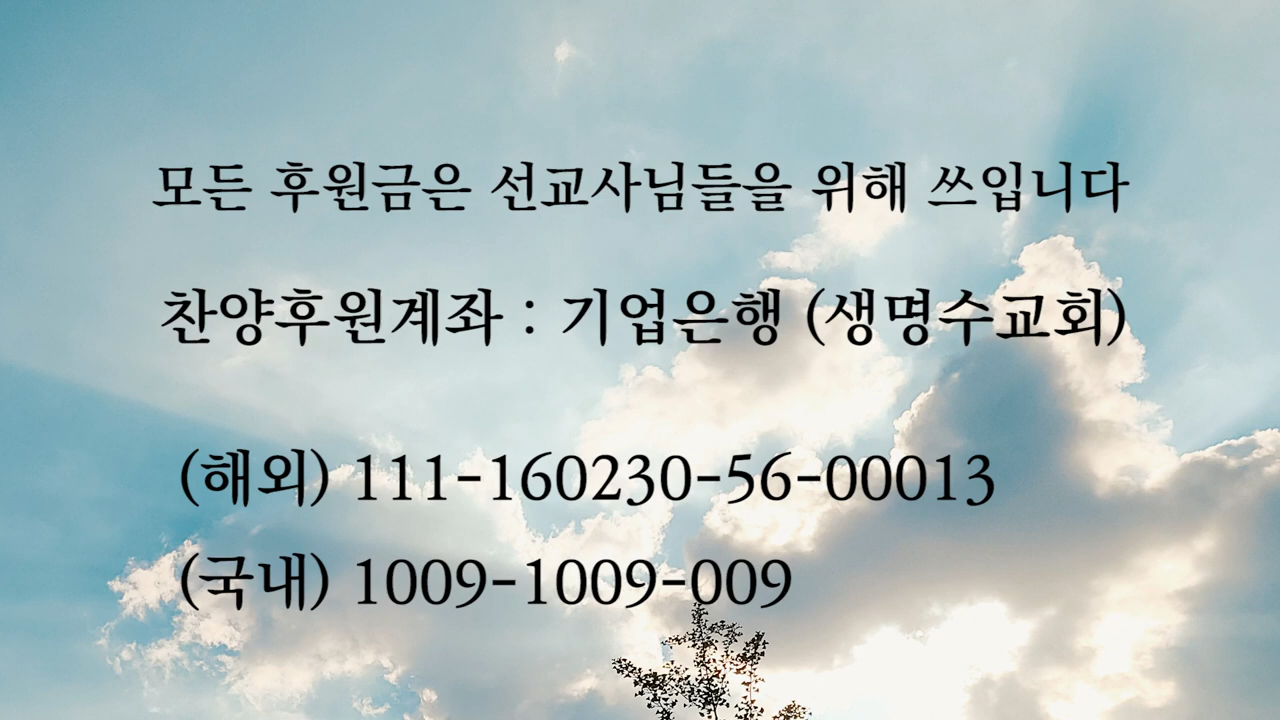 모든 후원금은 선교사님들을 위해 쓰입니다
찬양후원계좌 : 기업은행 (생명수교회)
(해외) 111-160230-56-00013
(국내) 1009-1009-009